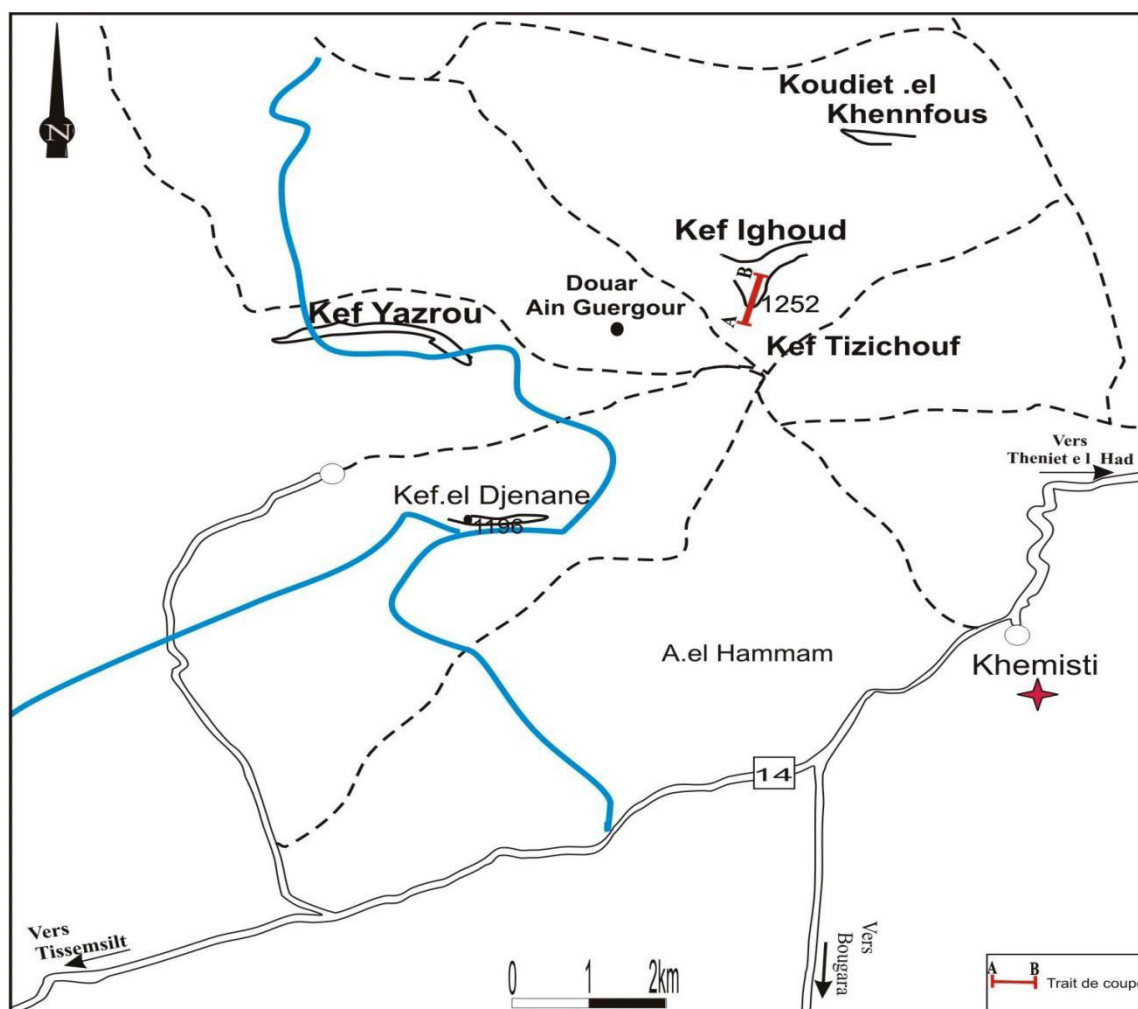 N
Koudiet .el
Khennfous
Kef Ighoud
B
A
1252
Douar
Ain Guergour
Kef Yazrou
Kef Tizichouf
Vers
Theniet e l Had
Kef.el Djenane
1196
A.el Hammam
Khemisti
14
Vers
Tissemsilt
Vers
Bougara
0 1 2km
A B
Trait de coupe